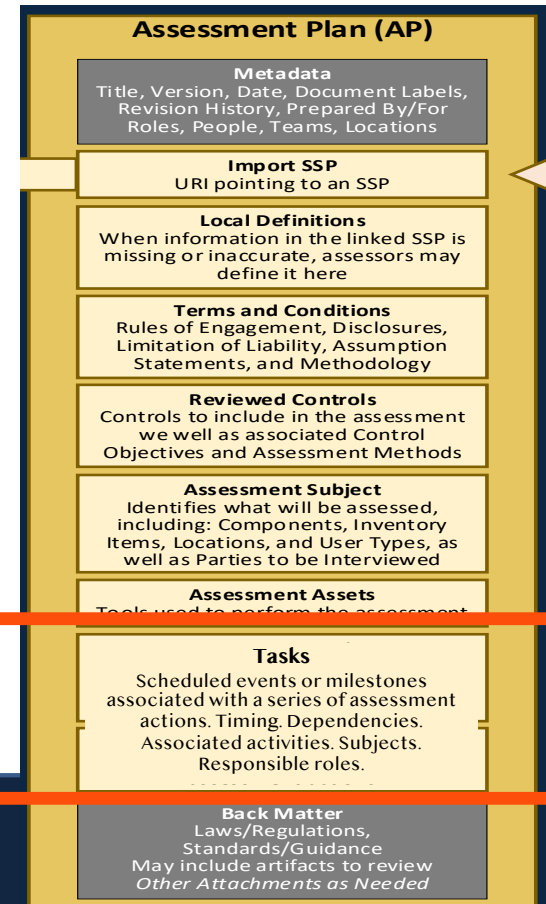 Assessment Plan (AP)
Metadata
Title, Version, Date, Document Labels,
Revision History, Prepared By/For
Roles, People, Teams, Locations
Import SSP
URI pointing to an SSP
Local Definitions
When information in the linked SSP is
missing or inaccurate, assessors may
define it here
Terms and Conditions
Rules of Engagement, Disclosures,
Limitation of Liability, Assumption
Statements, and Methodology
Reviewed Controls
Controls to include in the assessment
we well as associated Control
Objectives and Assessment Methods
Assessment Subject
Identifies what will be assessed,
including: Components, Inventory
Items, Locations, and User Types, as
well as Parties to be Interviewed
Assessment Assets
Tools used to perform the assessment
Tasks
Scheduled events or milestones
associated with a series of assessment
actions. Timing. Dependencies.
Associated activities. Subjects.
Responsible roles.
Back Matter
Laws/Regulations,
Standards/Guidance
May include artifacts to review
Other Attachments as Needed